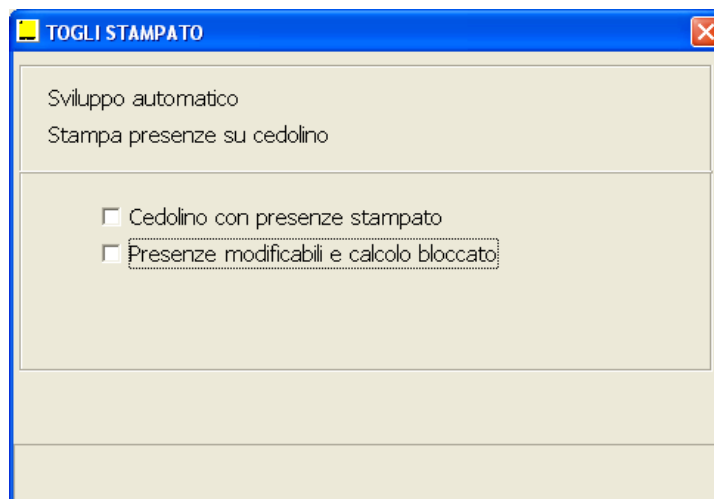 TOGLI STAMPATO
Sviluppo automatico
Stampa presenze su cedolino
Cedolino con presenze stampato
Presenze modificabili e calcolo bloccato